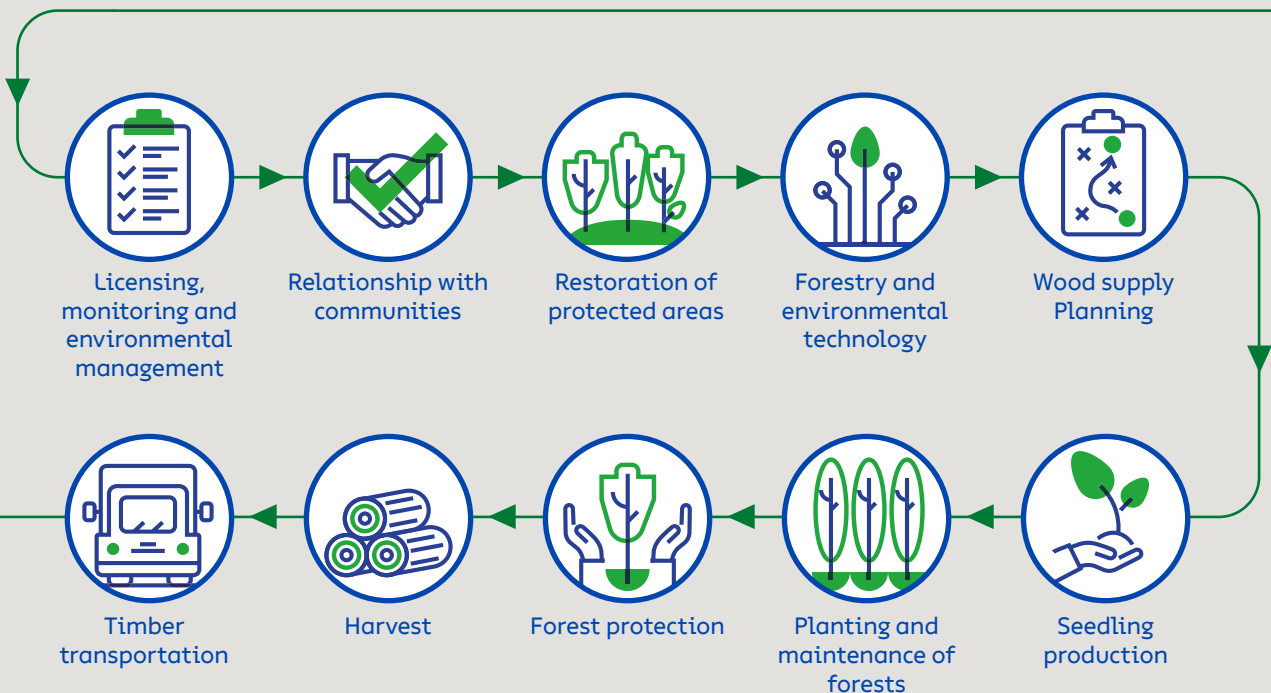 Licensing,
monitoring and
environmental
management
Relationship with
communities
Restoration of
protected areas
Forestry and
environmental
technology
Wood supply
Planning
Timber
transportation
Harvest
Forest protection
Planting and
maintenance of
forests
Seedling
production